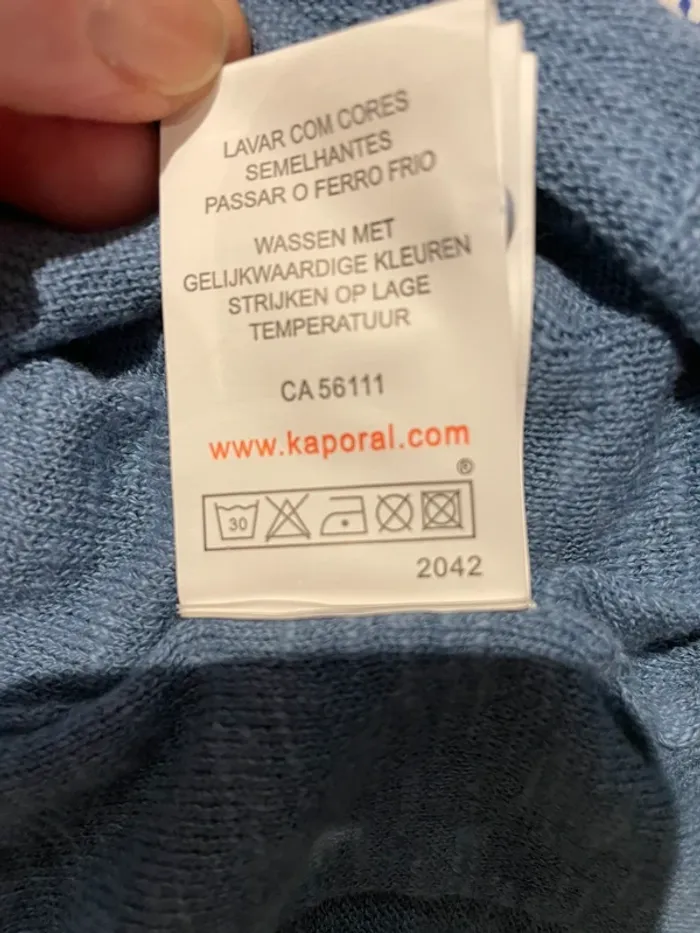 LAVAR COM CORES
SEMELHANTES
PASSAR O FERRO FRIO
WASSEN MET
GELIJKWAARDIGE KLEUREN
STRIJKEN OP LAGE
TEMPERATUUR
CA 56111
www.kaporal.com
®
30
2042